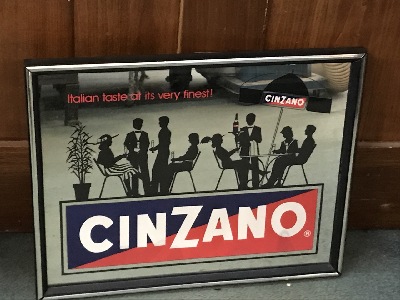 Italian taste at its very finest!
CINZANO
CINZANO®